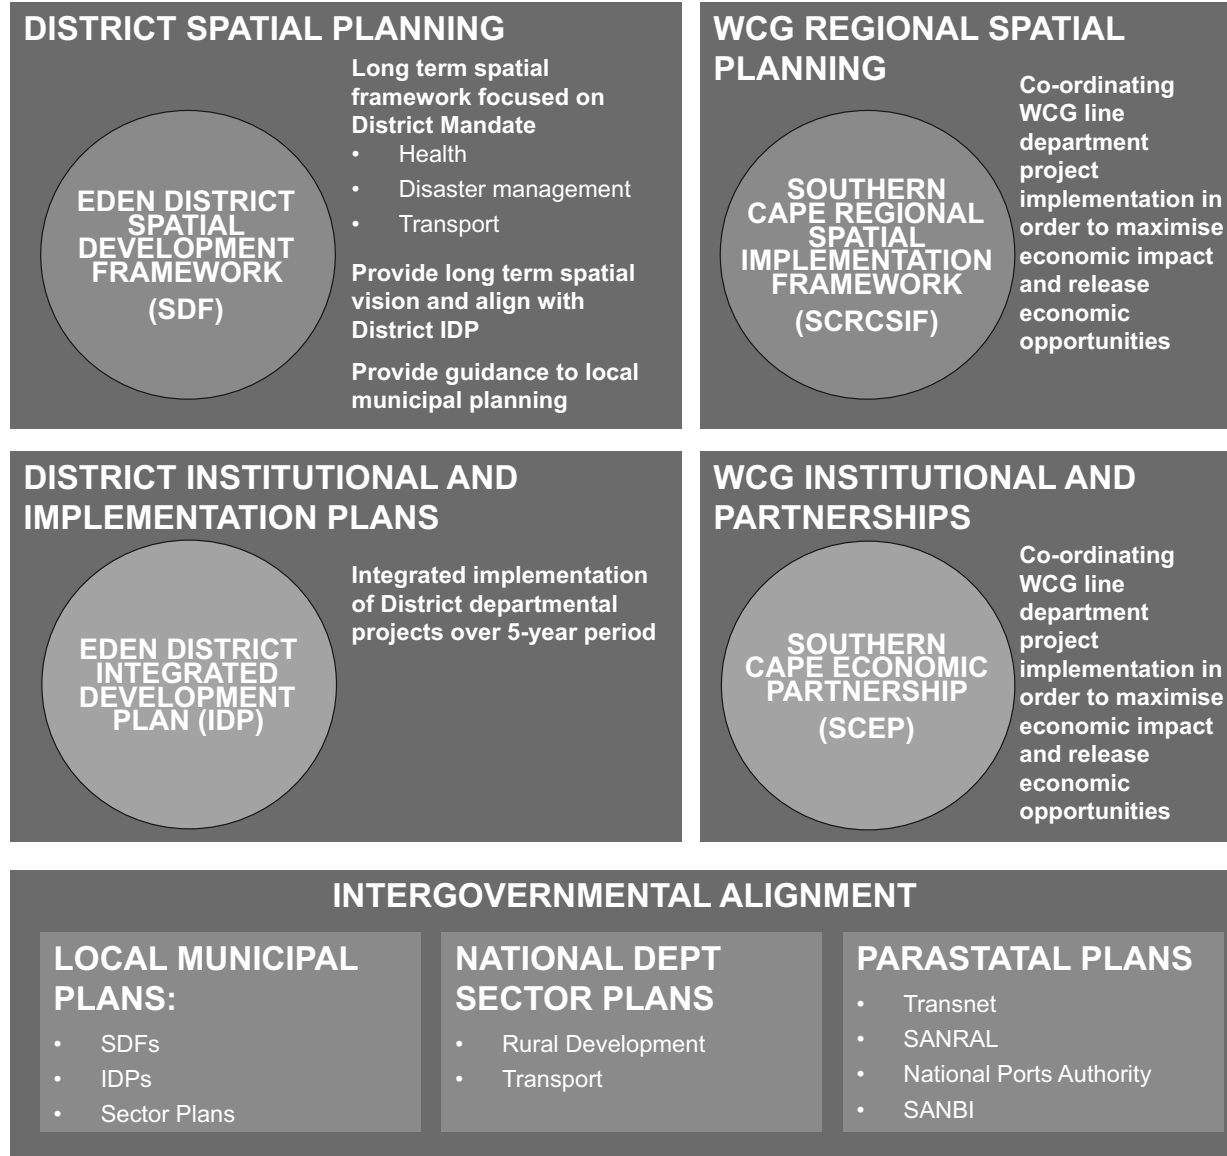 DISTRICT SPATIAL PLANNING
EDEN DISTRICT
SPATIAL
DEVELOPMENT
FRAMEWORK
(SDF)
Long term spatial
framework focused on
District Mandate
• Health
• Disaster management
• Transport
Provide long term spatial
vision and align with
District IDP
Provide guidance to local
municipal planning
WCG REGIONAL SPATIAL
PLANNING
SOUTHERN
CAPE REGIONAL
SPATIAL
IMPLEMENTATION
FRAMEWORK
(SCRCSIF)
Co-ordinating
WCG line
department
project
implementation in
order to maximise
economic impact
and release
economic
opportunities
DISTRICT INSTITUTIONAL AND
IMPLEMENTATION PLANS
EDEN DISTRICT
INTEGRATED
DEVELOPMENT
PLAN (IDP)
Integrated implementation
of District departmental
projects over 5-year period
WCG INSTITUTIONAL AND
PARTNERSHIPS
SOUTHERN
CAPE ECONOMIC
PARTNERSHIP
(SCEP)
Co-ordinating
WCG line
department
project
implementation in
order to maximise
economic impact
and release
economic
opportunities
INTERGOVERNMENTAL ALIGNMENT
LOCAL MUNICIPAL
PLANS:
• SDFs
• IDPs
• Sector Plans
NATIONAL DEPT
SECTOR PLANS
• Rural Development
• Transport
PARASTATAL PLANS
• Transnet
• SANRAL
• National Ports Authority
• SANBI